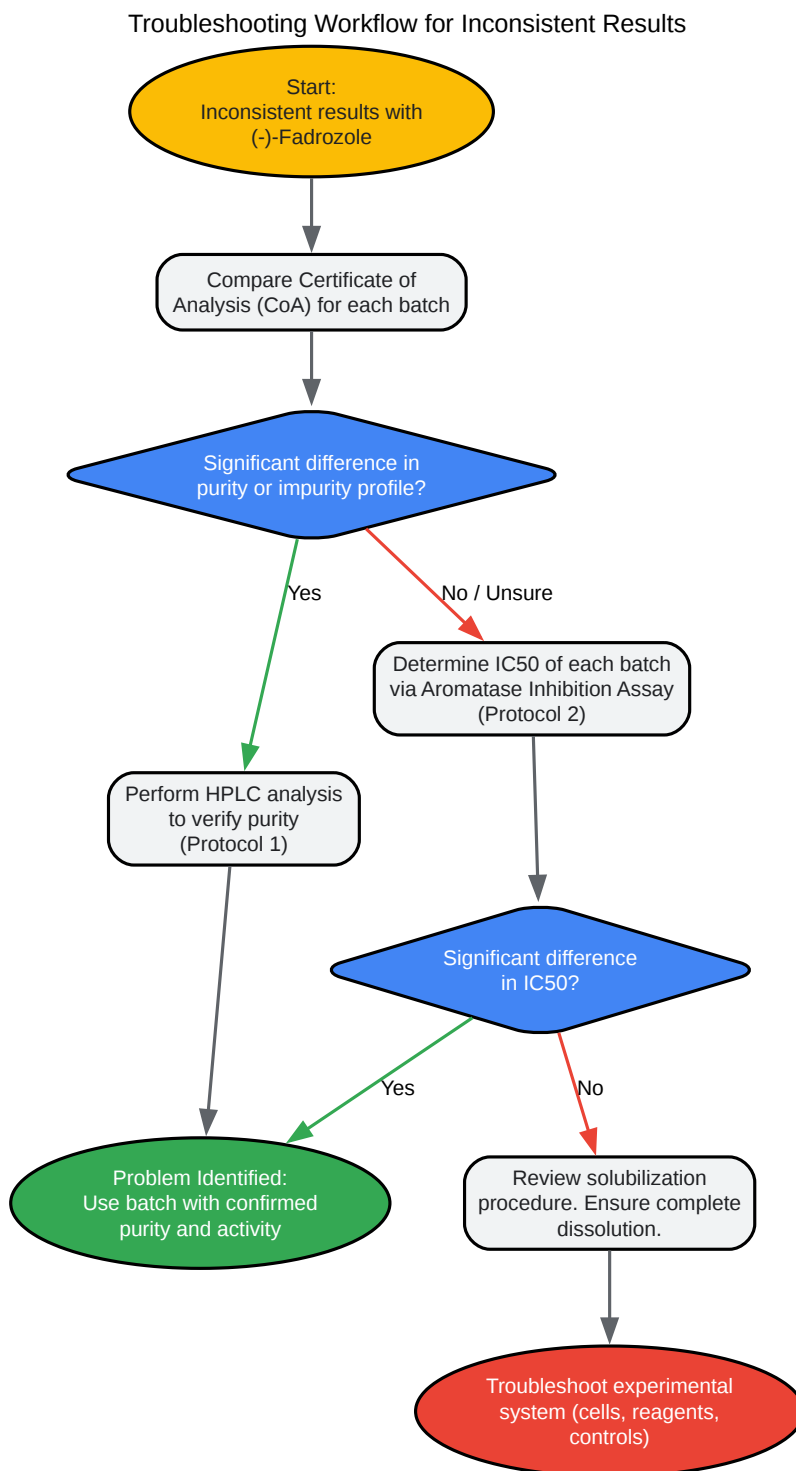 Troubleshooting Workflow for Inconsistent Results
Start:
Inconsistent results with
(-)-Fadrozole
Compare Certificate of
Analysis (CoA) for each batch
Significant difference in
purity or impurity profile?
Yes
No / Unsure
Determine IC50 of each batch
via Aromatase Inhibition Assay
(Protocol 2)
Perform HPLC analysis
to verify purity
(Protocol 1)
Significant difference
in IC50?
Yes
No
Problem Identified:
Use batch with confirmed
purity and activity
Review solubilization
procedure. Ensure complete
dissolution.
Troubleshoot experimental
system (cells, reagents,
controls)